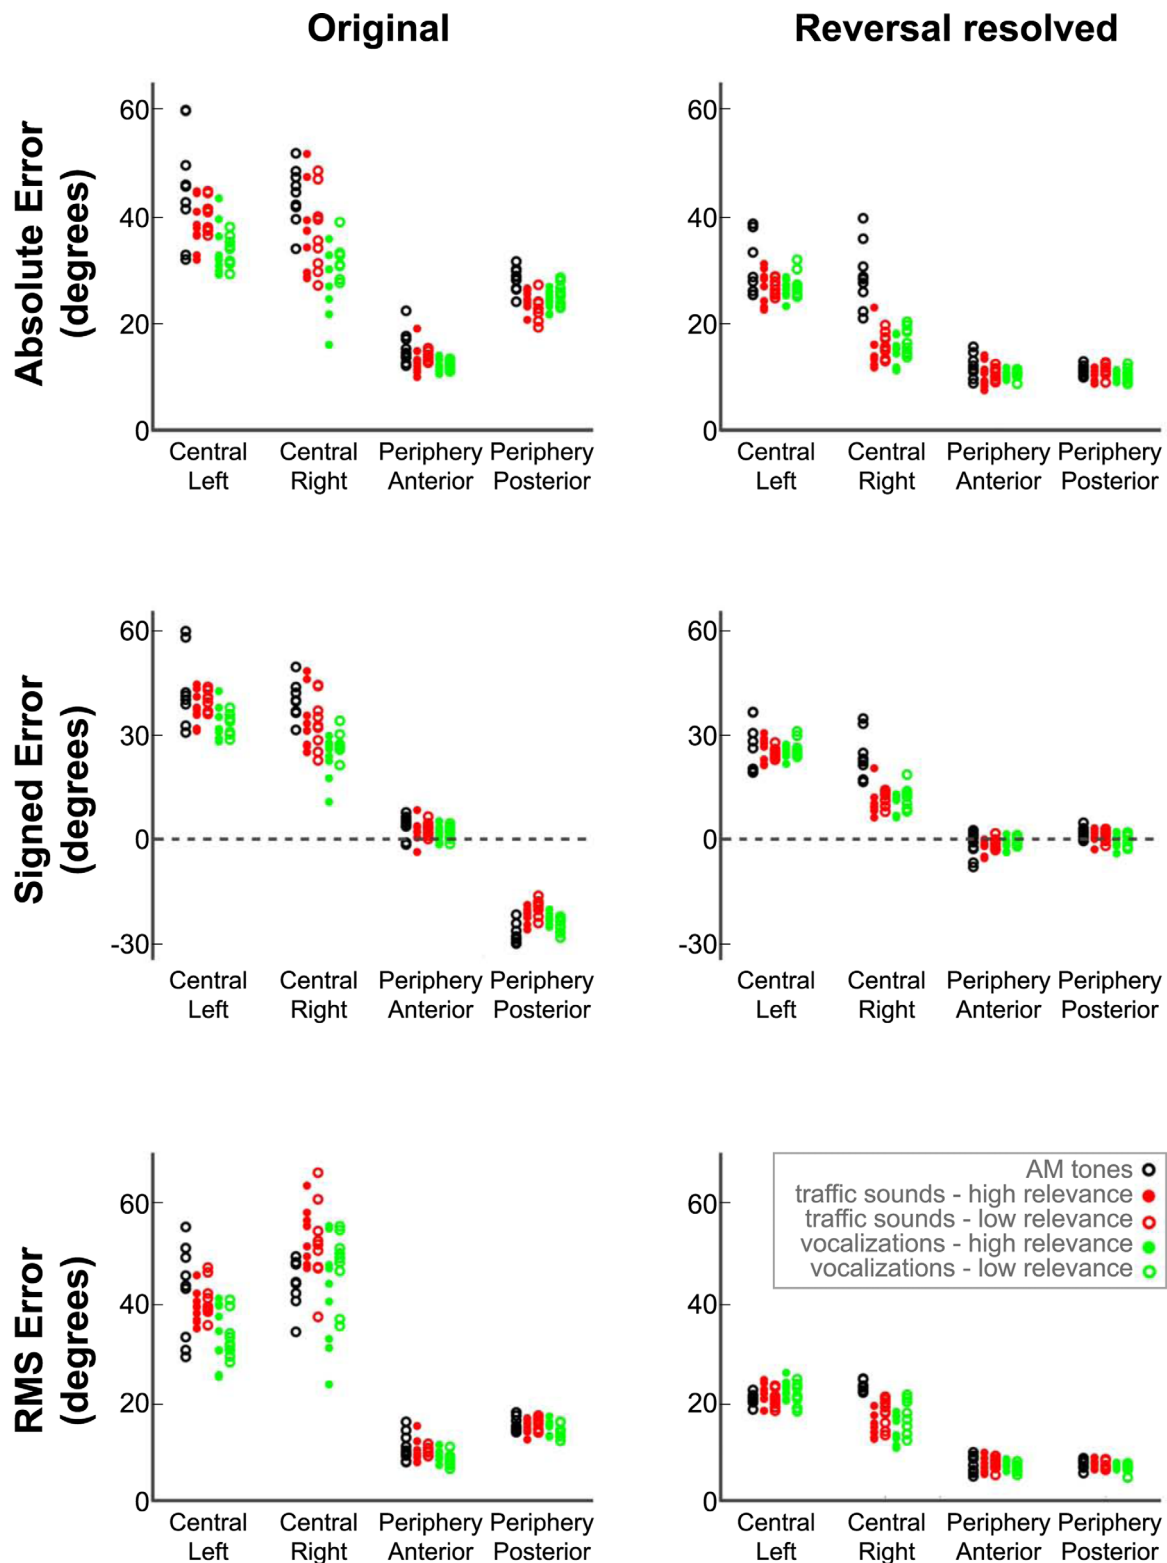 Original
Reversal resolved
Absolute Error
(degrees)
60
40
20
0
Central Left
Central Right
Periphery Anterior
Periphery Posterior
60
40
20
0
Central Left
Central Right
Periphery Anterior
Periphery Posterior
Signed Error
(degrees)
60
30
0
-30
Central Left
Central Right
Periphery Anterior
Periphery Posterior
60
30
0
-30
Central Left
Central Right
Periphery Anterior
Periphery Posterior
RMS Error
(degrees)
60
40
20
0
Central Left
Central Right
Periphery Anterior
Periphery Posterior
AM tones
traffic sounds - high relevance
traffic sounds - low relevance
vocalizations - high relevance
vocalizations - low relevance
60
40
20
0
Central Left
Central Right
Periphery Anterior
Periphery Posterior